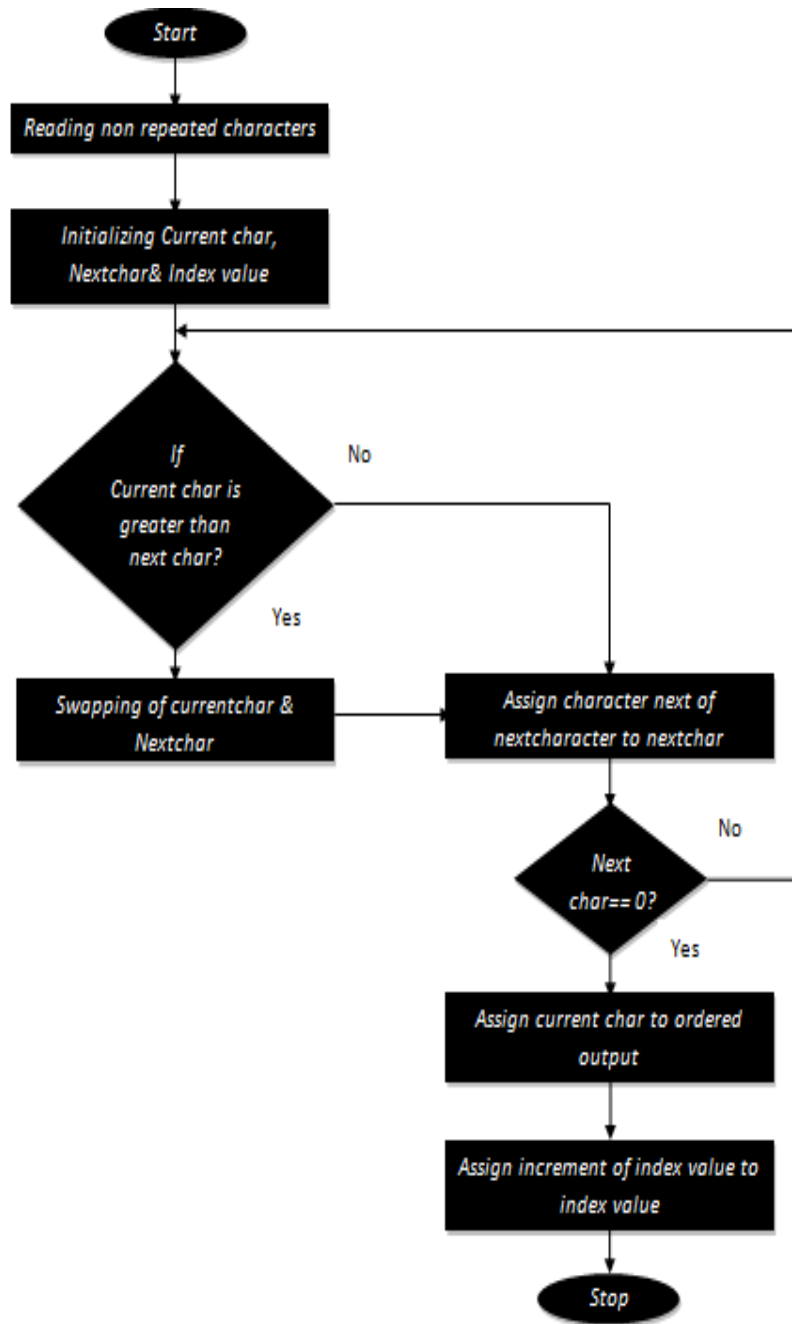 Start
Reading non repeated characters
Initializing Current char,
Nextchar& Index value
If
Current char is
greater than
next char?
No
Yes
Swapping of currentchar &
Nextchar
Assign character next of
nextcharacter to nextchar
Next
char== 0?
No
Yes
Assign current char to ordered
output
Assign increment of index value to
index value
Stop